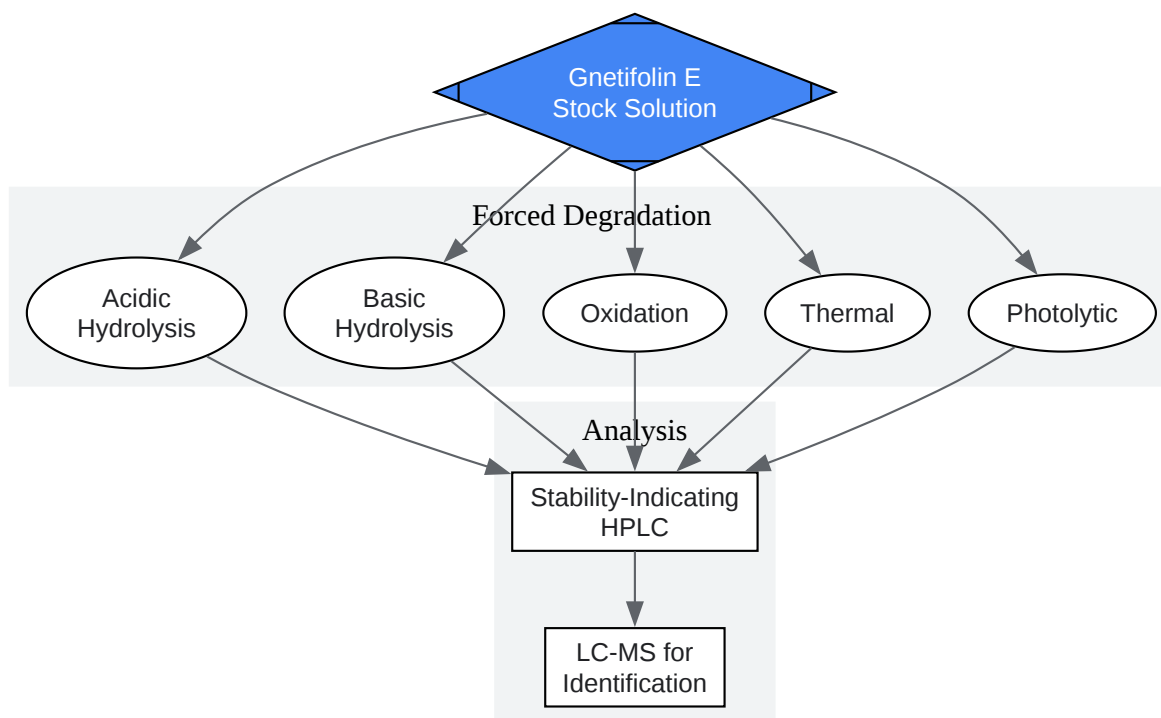 Gnetifolin E
Stock Solution
Forced Degradation
Acidic
Hydrolysis
Basic
Hydrolysis
Oxidation
Thermal
Photolytic
Analysis
Stability-Indicating
HPLC
LC-MS for
Identification